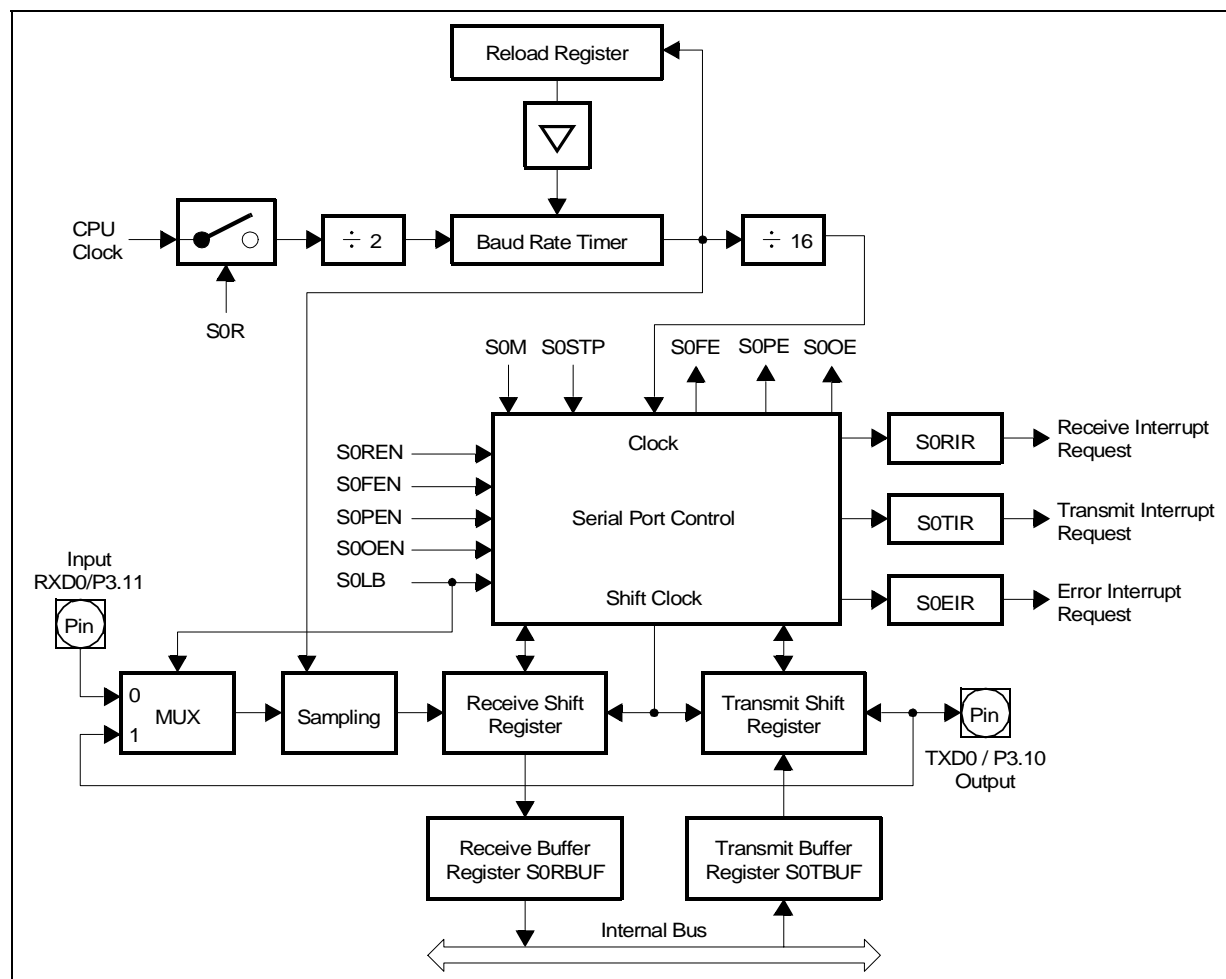 Reload Register
CPU
Clock
÷ 2
Baud Rate Timer
÷ 16
S0R
S0M
S0STP
S0FE
S0PE
S0OE
Clock
S0REN
S0FEN
S0PEN
S0OEN
S0LB
Serial Port Control
Shift Clock
S0RIR
Receive Interrupt
Request
S0TIR
Transmit Interrupt
Request
S0EIR
Error Interrupt
Request
Input
RXD0/P3.11
Pin
0
MUX
1
Sampling
Receive Shift
Register
Transmit Shift
Register
Pin
TXD0 / P3.10
Output
Receive Buffer
Register S0RBUF
Transmit Buffer
Register S0TBUF
Internal Bus